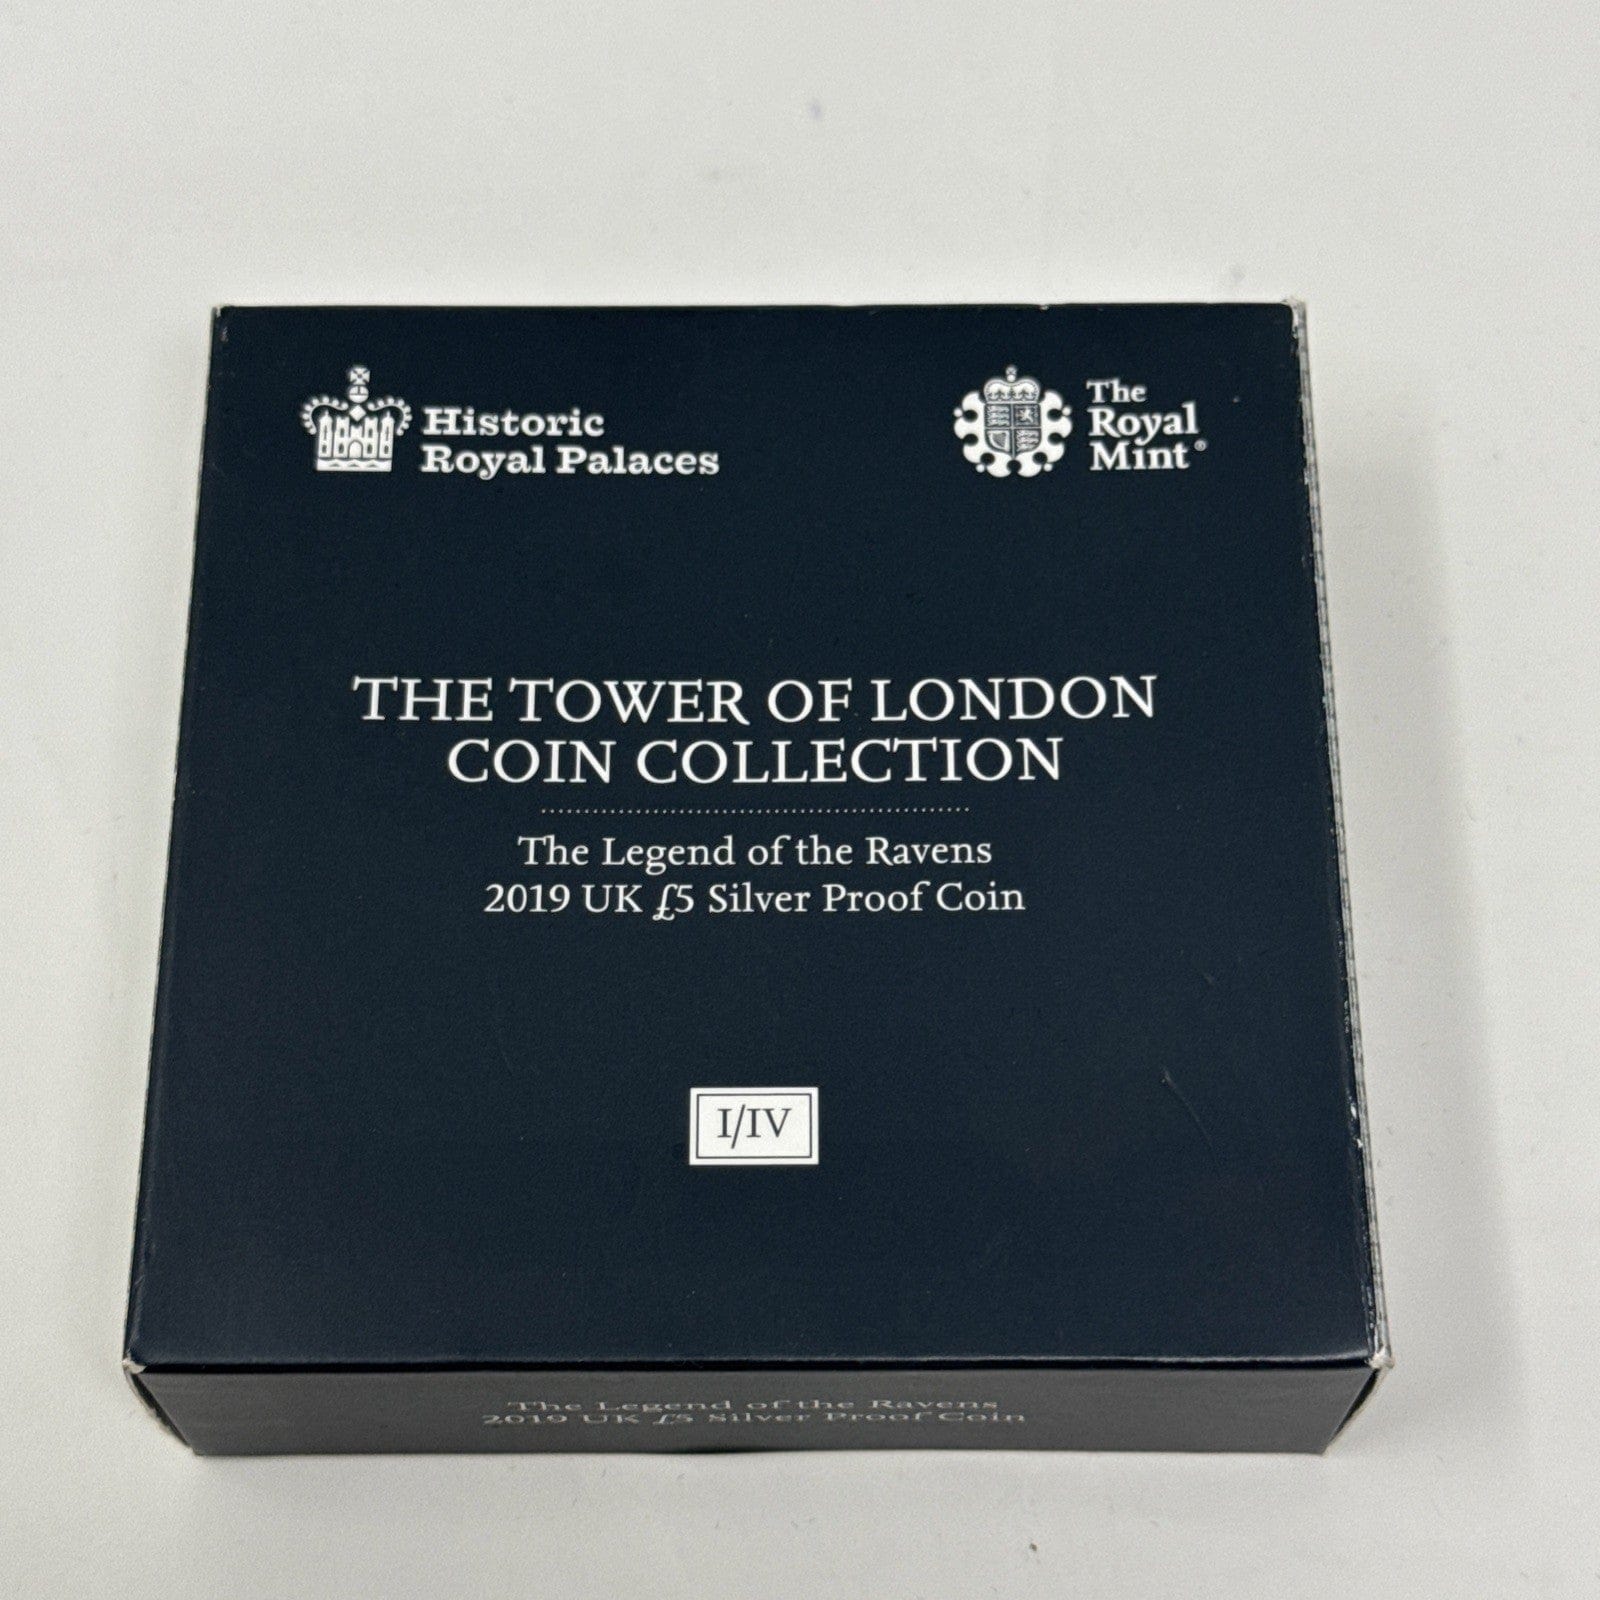 Historic
Royal Palaces
The
Royal
Mint®
THE TOWER OF LONDON
COIN COLLECTION
The Legend of the Ravens
2019 UK £5 Silver Proof Coin
I/IV
The Legend of the Ravens
2019 UK £5 Silver Proof Coin